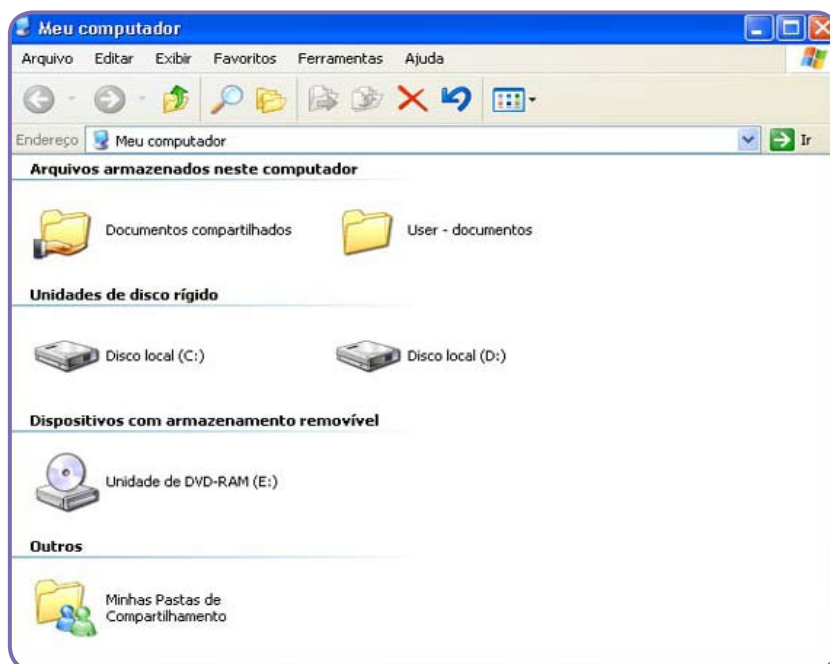 Meu computador
Arquivo Editar Exibir Favoritos Ferramentas Ajuda
Endereço Meu computador Ir
Arquivos armazenados neste computador
Documentos compartilhados User - documentos
Unidades de disco rígido
Disco local (C:) Disco local (D:)
Dispositivos com armazenamento removível
Unidade de DVD-RAM (E:)
Outros
Minhas Pastas de
Compartilhamento